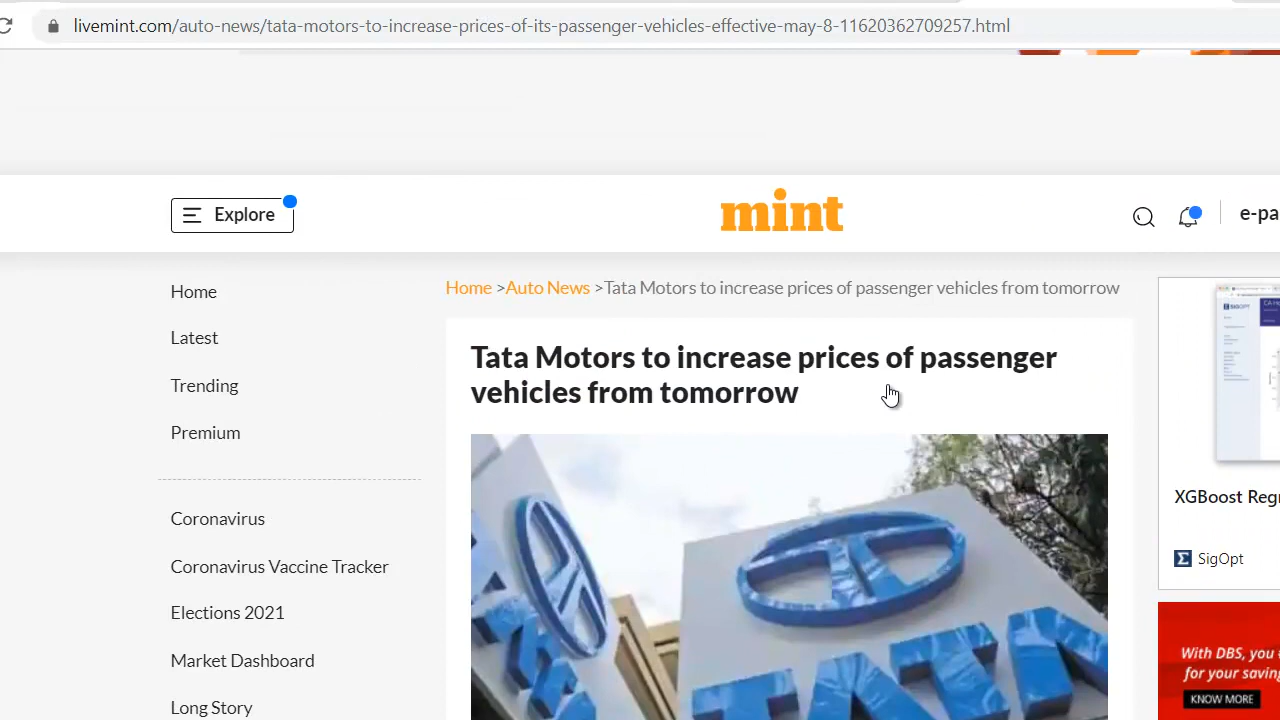 livemint.com/auto-news/tata-motors-to-increase-prices-of-its-passenger-vehicles-effective-may-8-11620362709257.html
Explore
mint
e-pa
Home
Latest
Trending
Premium
Coronavirus
Coronavirus Vaccine Tracker
Elections 2021
Market Dashboard
Long Story
Home >Auto News >Tata Motors to increase prices of passenger vehicles from tomorrow
Tata Motors to increase prices of passenger
vehicles from tomorrow
TATA
XGBoost Regr
SigOpt
With DBS, you
for your saving
KNOW MORE